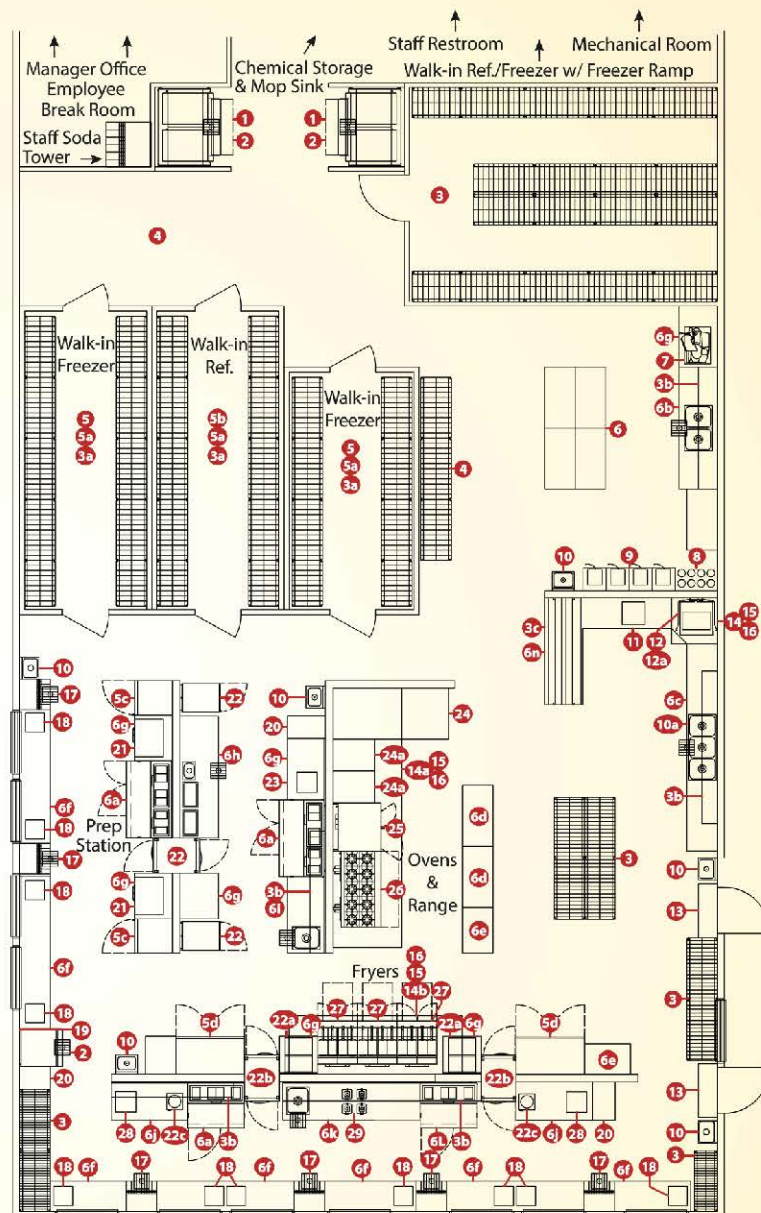 Staff Restroom
Mechanical Room
Manager Office
Employee
Break Room
Chemical Storage
& Mop Sink
Walk-in Ref./Freezer w/ Freezer Ramp
Staff Soda
Tower
1
2
1
2
3
4
Walk-in
Freezer
5
5a
3a
Walk-in
Ref.
5b
5a
3a
Walk-in
Freezer
5
5a
3a
4
6
6g
7
3b
6b
10
9
8
3c
6n
11
12
12a
14
15
16
6c
10a
3b
10
17
18
6f
18
17
18
6f
18
19
2
20
3
5c
22
6g
21
6h
6a
Prep
Station
22
6g
21
6g
5c
22
10
20
6g
23
6a
3b
6l
24
24a
14a
15
16
24a
25
26
Ovens
&
Range
6d
6d
6e
3
10
13
3
13
10
3
Fryers
16
15
14b
27
27
27
22a
6g
22a
6g
5d
5d
10
22b
22b
6e
28
6j
22c
6a
3b
6k
29
6L
3b
22c
6j
28
20
18
6f
17
18
6f
17
6f
18
17
6f
18
17
6f
18